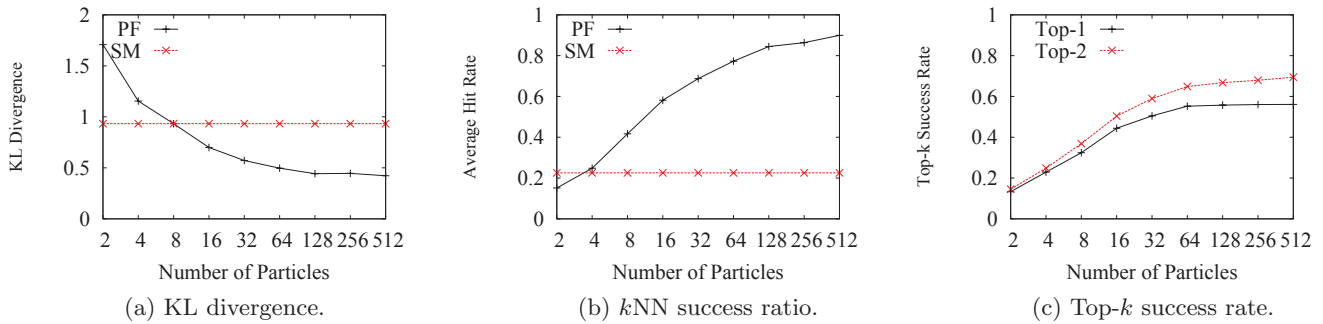 KL Divergence
2
1.5
1
0.5
0
PF
SM
2 4 8 16 32 64 128 256 512
Number of Particles
(a) KL divergence.
Average Hit Rate
1
0.8
0.6
0.4
0.2
0
PF
SM
2 4 8 16 32 64 128 256 512
Number of Particles
(b) kNN success ratio.
Top-k Success Rate
1
0.8
0.6
0.4
0.2
0
Top-1
Top-2
2 4 8 16 32 64 128 256 512
Number of Particles
(c) Top-k success rate.